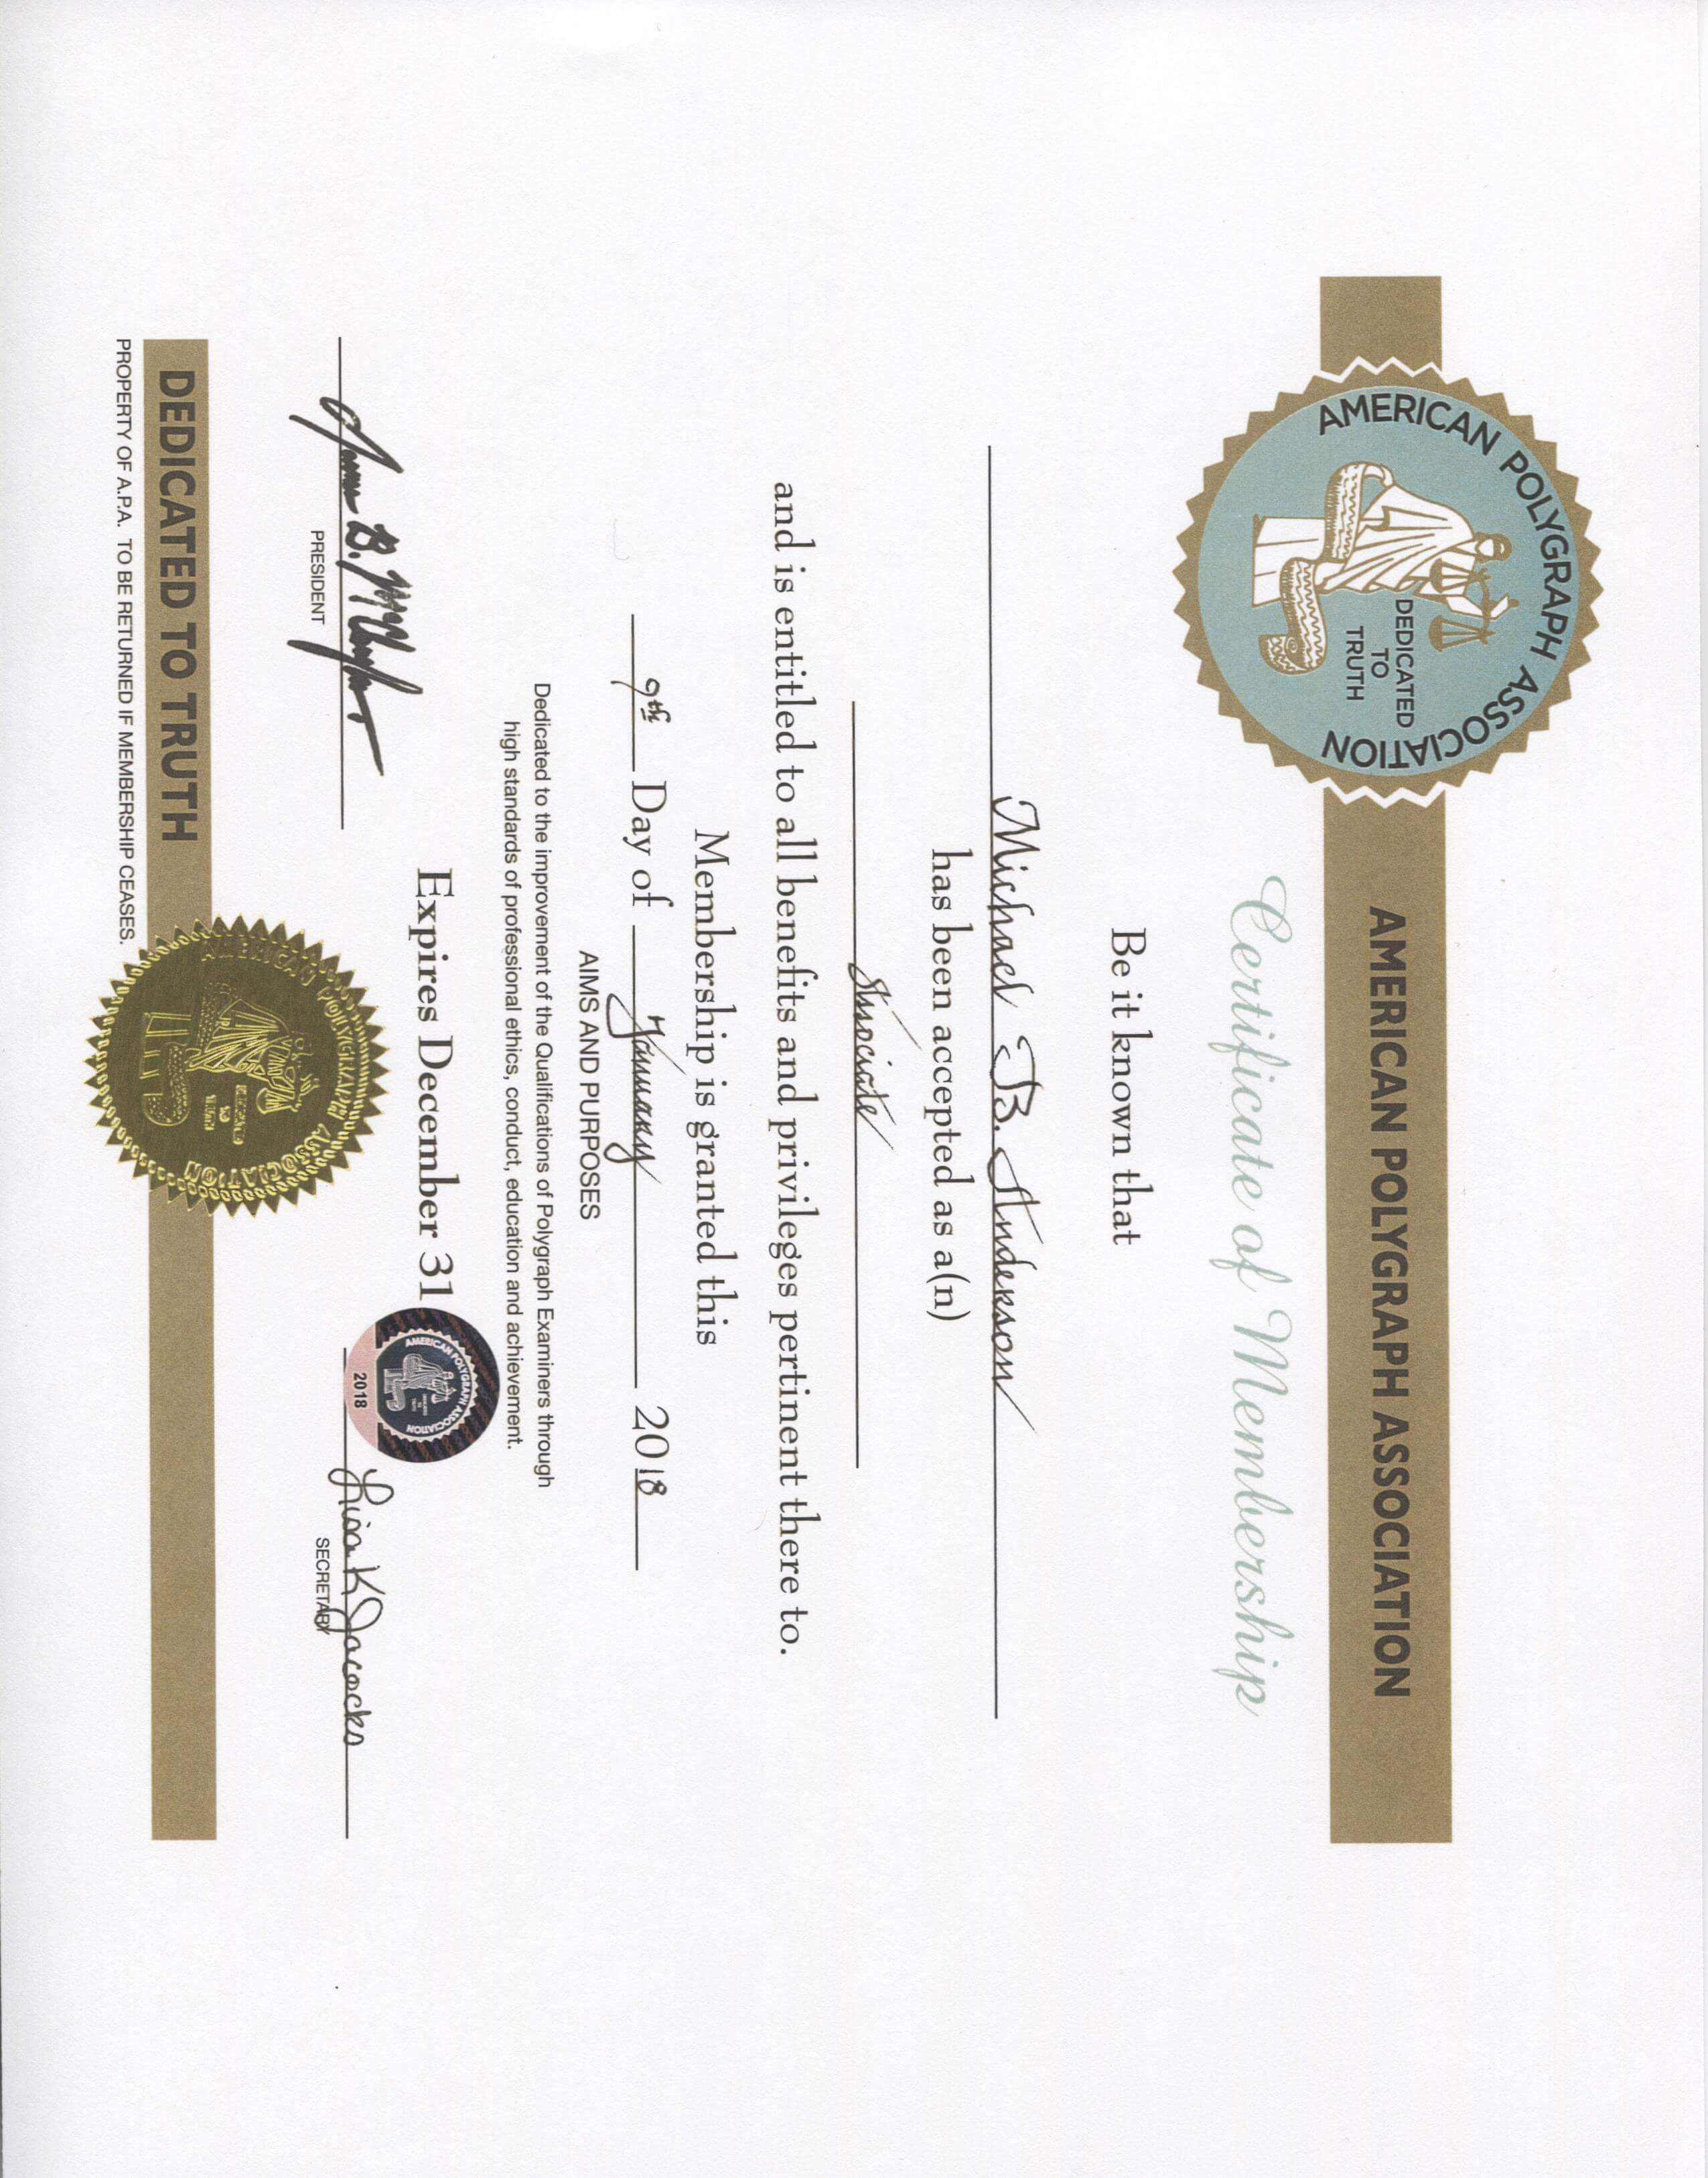 AMERICAN POLYGRAPH ASSOCIATION
DEDICATED
TO
TRUTH
AMERICAN POLYGRAPH ASSOCIATION
Certificate of Membership
Be it known that
Michael B. Anderson
has been accepted as a(n)
Associate
and is entitled to all benefits and privileges pertinent there to.
Membership is granted this
9th Day of January 2018
AIMS AND PURPOSES
Dedicated to the improvement of the Qualifications of Polygraph Examiners through
high standards of professional ethics, conduct, education and achievement.
Expires December 31
AMERICAN POLYGRAPH ASSOCIATION
DEDICATED
TO
TRUTH
2018
B.
PRESIDENT
Lisa K Jacocks
SECRETARY
AMERICAN POLYGRAPH ASSOCIATION
DEDICATED
TO
TRUTH
DEDICATED TO TRUTH
PROPERTY OF A.P.A. TO BE RETURNED IF MEMBERSHIP CEASES.